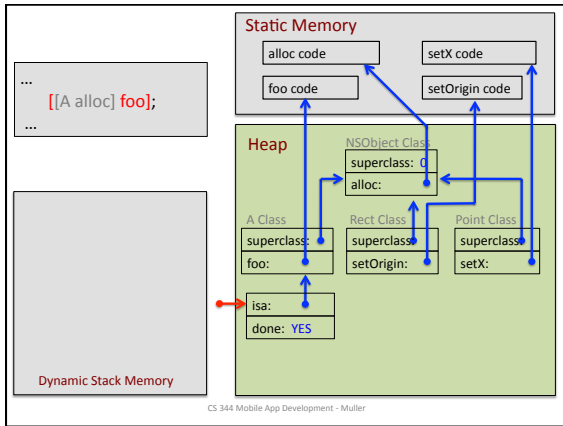 Static Memory
alloc code
setX code
foo code
setOrigin code
...
[[A alloc] foo];
...
Heap
NSObject Class
superclass: 0
alloc:
A Class
superclass:
foo:
Rect Class
superclass:
setOrigin:
Point Class
superclass:
setX:
isa:
done: YES
Dynamic Stack Memory
CS 344 Mobile App Development - Muller